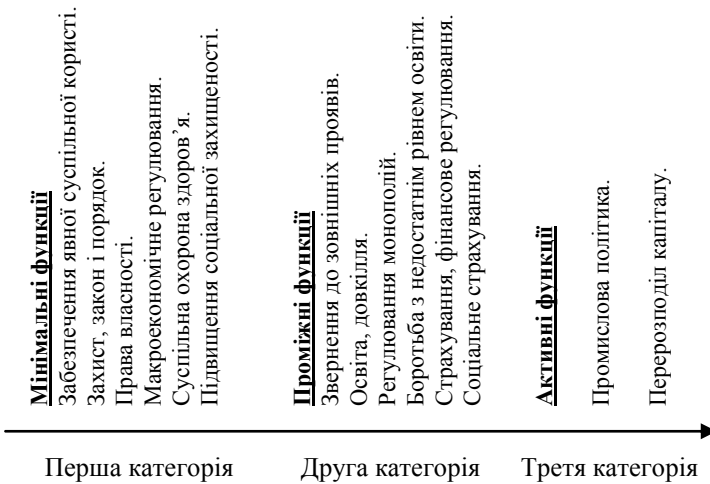 Мінімальні функції
Забезпечення явної суспільної користі.
Захист, закон і порядок.
Права власності.
Макроекономічне регулювання.
Суспільна охорона здоров’я.
Підвищення соціальної захищеності.
Проміжні функції
Звернення до зовнішніх проявів.
Освіта, довкілля.
Регулювання монополій.
Боротьба з недостатнім рівнем освіти.
Страхування, фінансове регулювання.
Соціальне страхування.
Активні функції
Промислова політика.
Перерозподіл капіталу.
Перша категорія
Друга категорія
Третя категорія